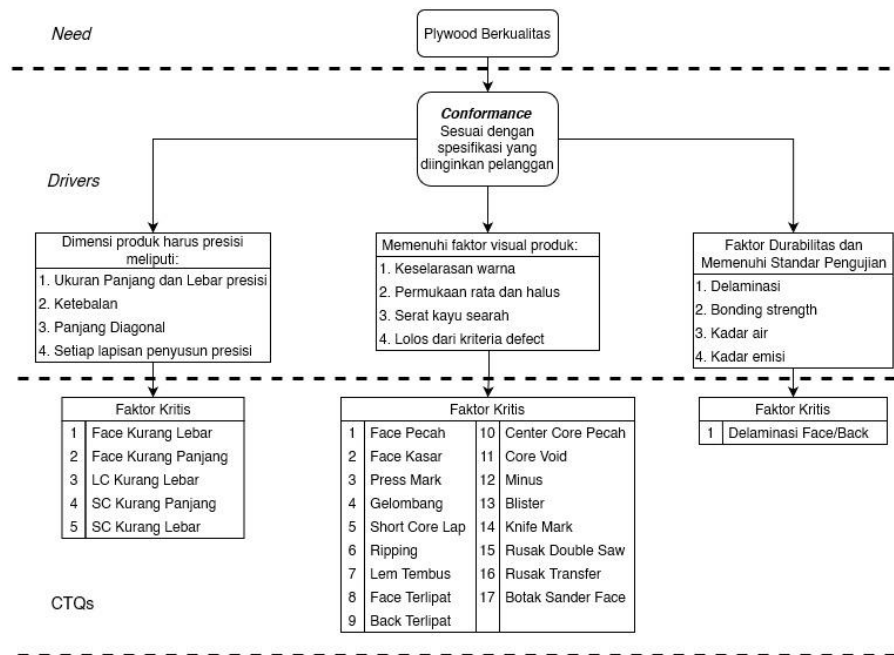 Need
Plywood Berkualitas
Conformance
Sesuai dengan
spesifikasi yang
diinginkan pelanggan
Drivers
Dimensi produk harus presisi
meliputi:
1. Ukuran Panjang dan Lebar presisi
2. Ketebalan
3. Panjang Diagonal
4. Setiap lapisan penyusun presisi
Memenuhi faktor visual produk:
1. Keselarasan warna
2. Permukaan rata dan halus
3. Serat kayu searah
4. Lolos dari kriteria defect
Faktor Durabilitas dan
Memenuhi Standar Pengujian
1. Delaminasi
2. Bonding strength
3. Kadar air
4. Kadar emisi
CTQs
Faktor Kritis
1 Face Kurang Lebar
2 Face Kurang Panjang
3 LC Kurang Lebar
4 SC Kurang Panjang
5 SC Kurang Lebar
Faktor Kritis
1 Face Pecah
2 Face Kasar
3 Press Mark
4 Gelombang
5 Short Core Lap
6 Ripping
7 Lem Tembus
8 Face Terlipat
9 Back Terlipat
10 Center Core Pecah
11 Core Void
12 Minus
13 Blister
14 Knife Mark
15 Rusak Double Saw
16 Rusak Transfer
17 Botak Sander Face
Faktor Kritis
1 Delaminasi Face/Back